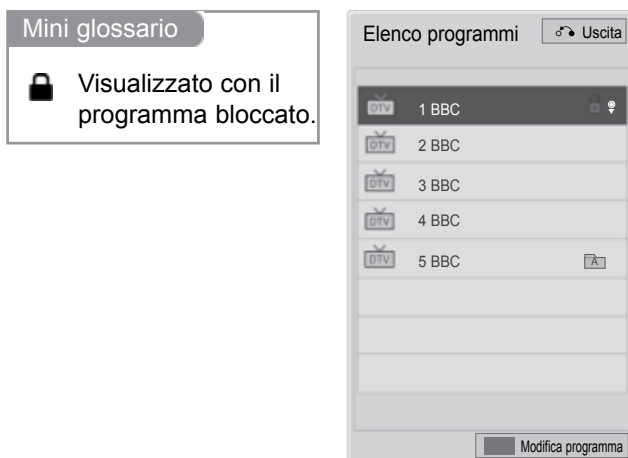 Mini glossario
Visualizzato con il
programma bloccato.
Elenco programmi
Uscita
DTV 1 BBC
DTV 2 BBC
DTV 3 BBC
DTV 4 BBC
DTV 5 BBC A
Modifica programma